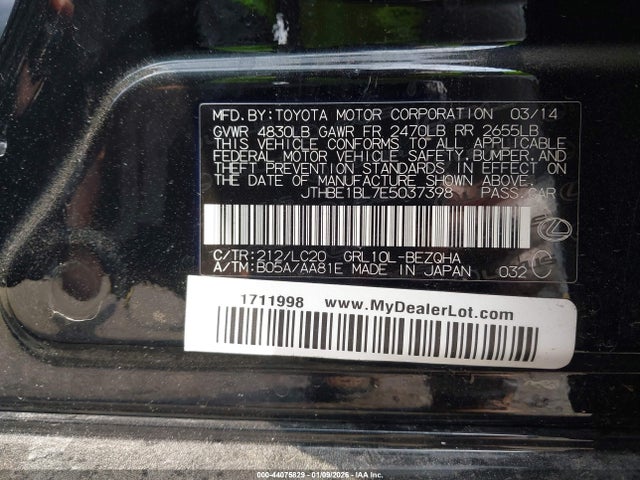 MFD.BY:TOYOTA MOTOR CORPORATION 03/14
GVWR 4830LB GAWR FR 2470LB RR 2655LB
THIS VEHICLE CONFORMS TO ALL APPLICABLE
FEDERAL MOTOR VEHICLE SAFETY,BUMPER,AND
THEFT PREVENTION STANDARDS IN EFFECT ON
THE DATE OF MANUFACTURE SHOWN ABOVE.
JTHBE1BL7E5037398 PASS.CAR
C/TR:212/LC20 GRL10L-BEZQHA
A/TM:B05A/AA81E MADE IN JAPAN 032C
1711998 www.MyDealerLot.com
000-44075829 - 01/09/2026 - IAA Inc.